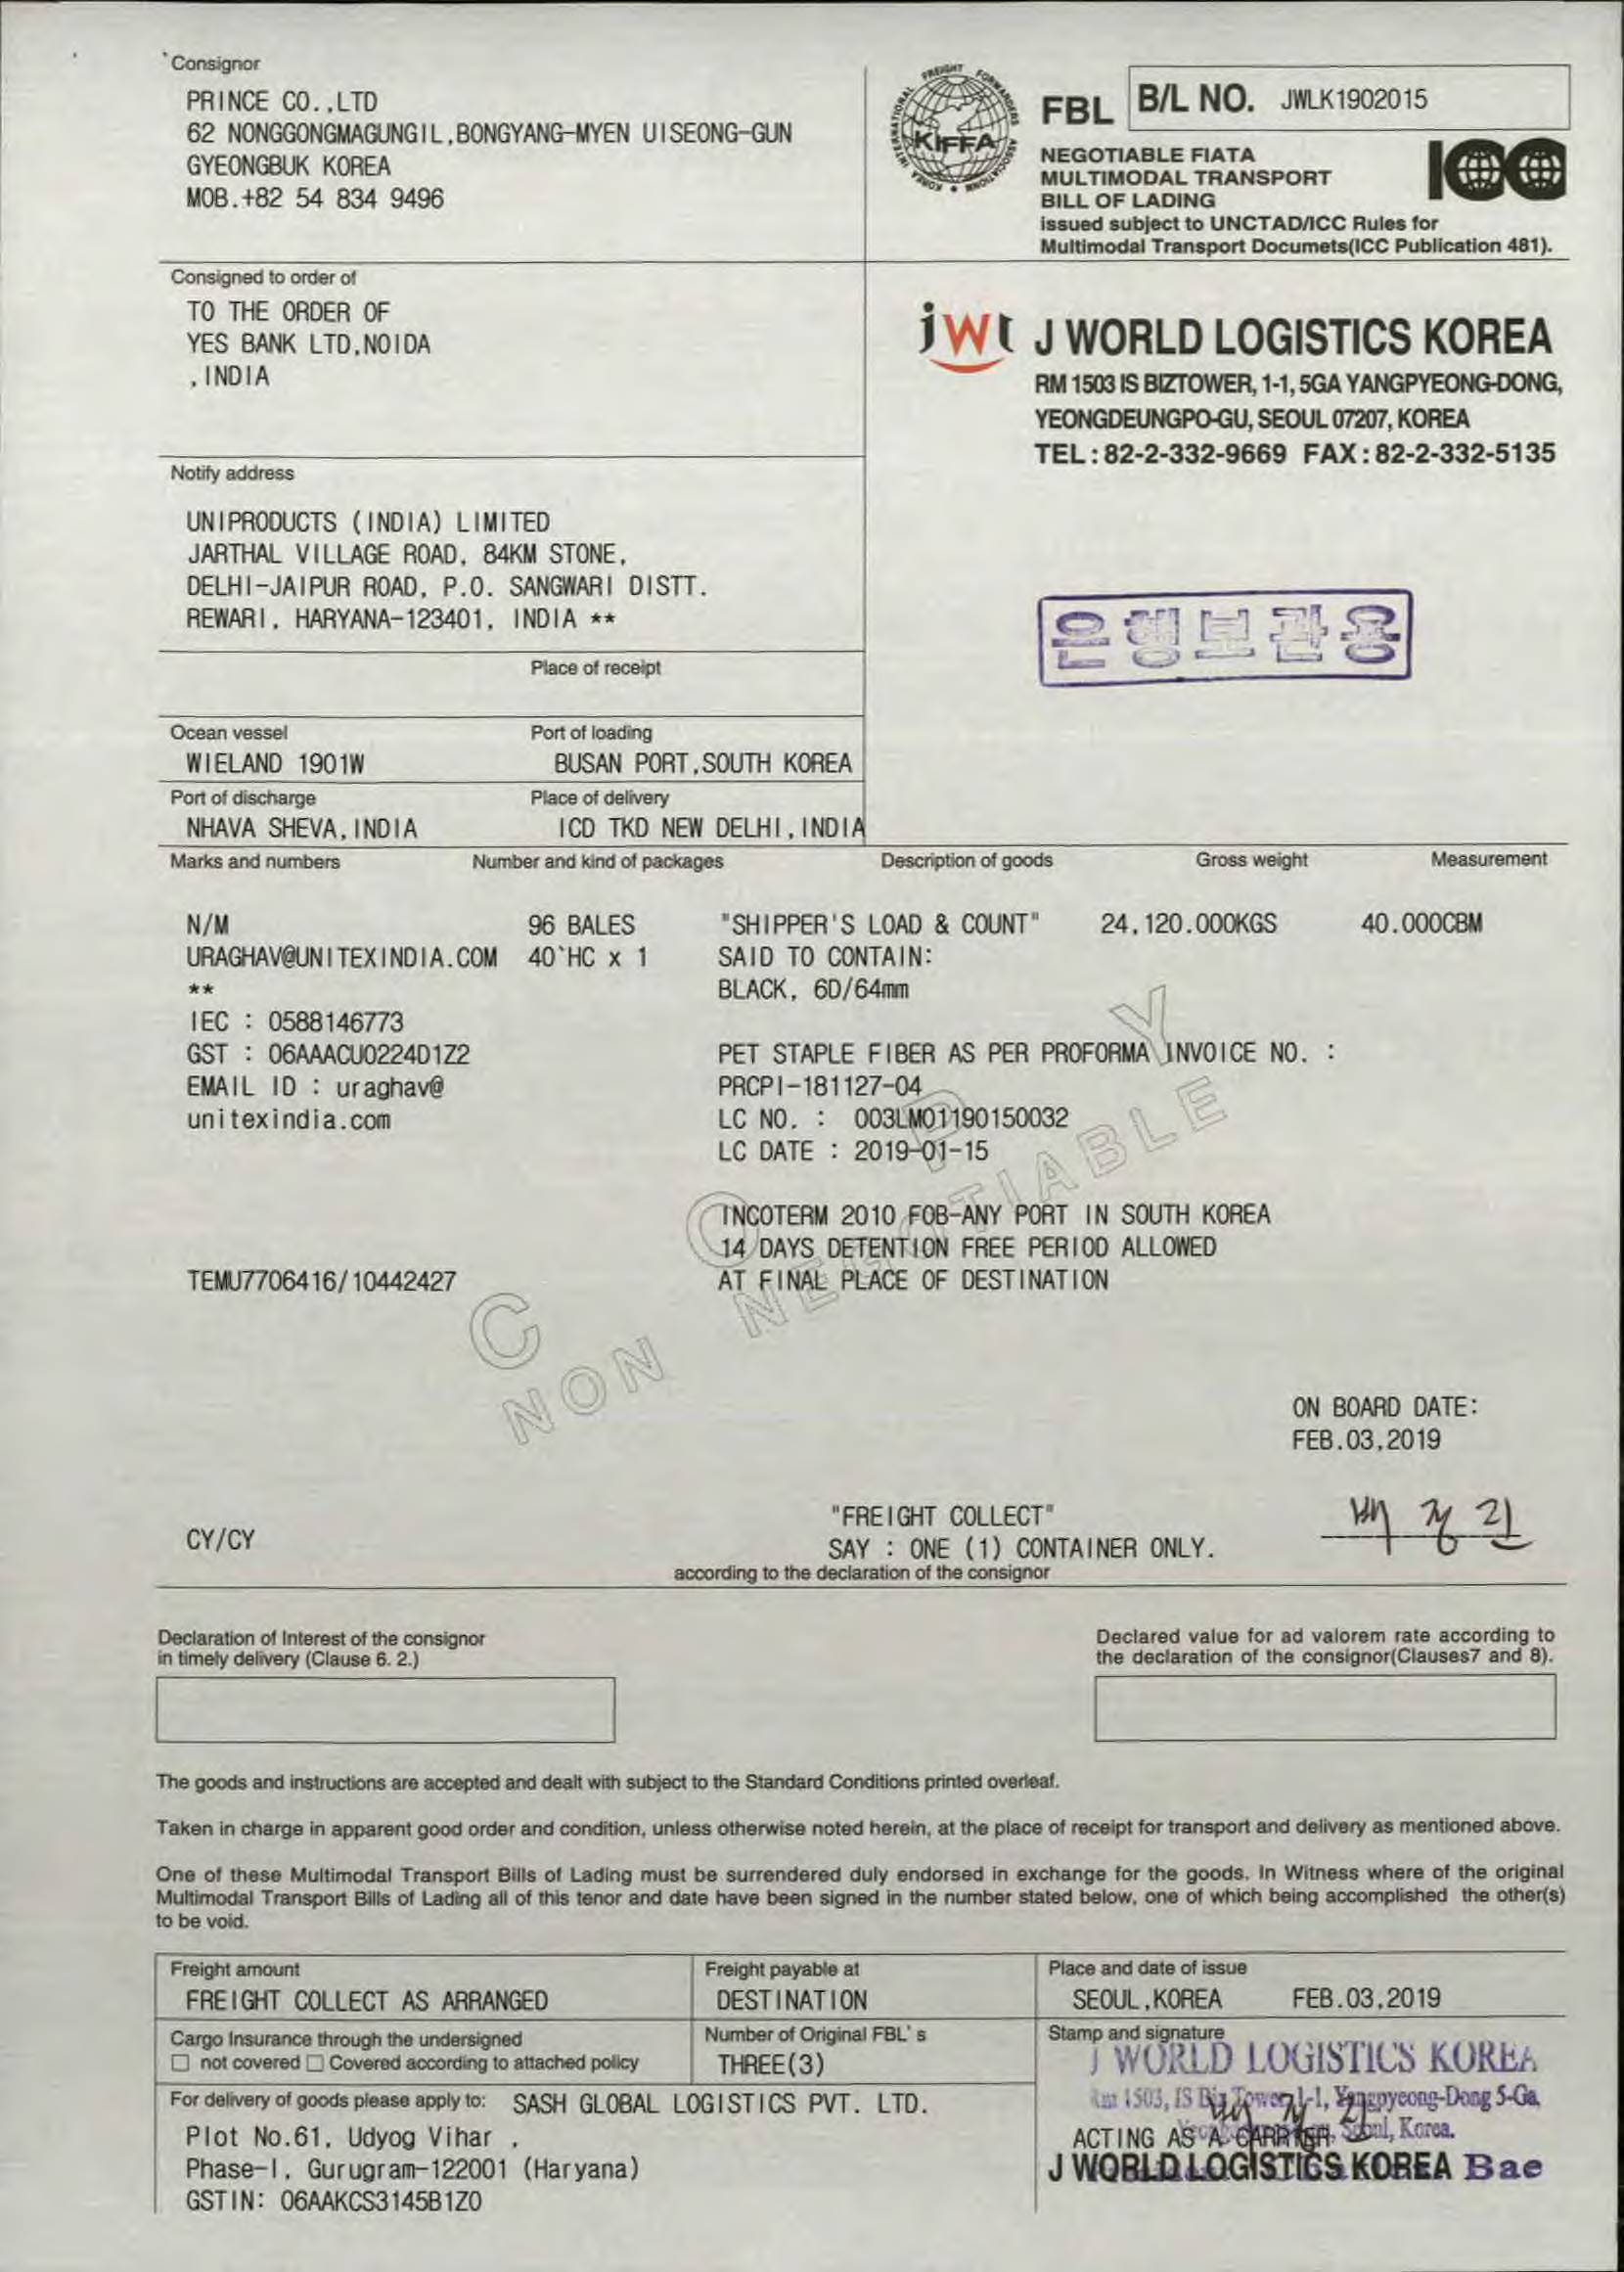 Consignor
PRINCE CO.,LTD
62 NONGGONGMAGUNGIL,BONGYANG-MYEN UISEONG-GUN
GYEONGBUK KOREA
MOB.+82 54 834 9496
KOREA INTERNATIONAL FREIGHT FORWARDERS ASSOCIATION
KIFFA
FBL
B/L NO. JWLK1902015
NEGOTIABLE FIATA
MULTIMODAL TRANSPORT
BILL OF LADING
issued subject to UNCTAD/ICC Rules for
Multimodal Transport Documets(ICC Publication 481).
ICC
Consigned to order of
TO THE ORDER OF
YES BANK LTD,NOIDA
,INDIA
jwl J WORLD LOGISTICS KOREA
RM 1503 IS BIZTOWER, 1-1, 5GA YANGPYEONG-DONG,
YEONGDEUNGPO-GU, SEOUL 07207, KOREA
TEL : 82-2-332-9669 FAX : 82-2-332-5135
Notify address
UNIPRODUCTS (INDIA) LIMITED
JARTHAL VILLAGE ROAD, 84KM STONE,
DELHI-JAIPUR ROAD, P.O. SANGWARI DISTT.
REWARI, HARYANA-123401, INDIA **
은행보관용
Place of receipt
Ocean vessel Port of loading
WIELAND 1901W BUSAN PORT,SOUTH KOREA
Port of discharge Place of delivery
NHAVA SHEVA,INDIA ICD TKD NEW DELHI,INDIA
Marks and numbers Number and kind of packages Description of goods Gross weight Measurement
N/M 96 BALES "SHIPPER'S LOAD & COUNT" 24,120.000KGS 40.000CBM
URAGHAV@UNITEXINDIA.COM 40`HC x 1 SAID TO CONTAIN:
** BLACK, 6D/64mm
IEC : 0588146773
GST : 06AAACU0224D1Z2 PET STAPLE FIBER AS PER PROFORMA INVOICE NO. :
EMAIL ID : uraghav@ PRCPI-181127-04
unitexindia.com LC NO. : 003LM01190150032
LC DATE : 2019-01-15
INCOTERM 2010 FOB-ANY PORT IN SOUTH KOREA
14 DAYS DETENTION FREE PERIOD ALLOWED
TEMU7706416/10442427 AT FINAL PLACE OF DESTINATION
COPY
NON NEGOTIABLE
ON BOARD DATE:
FEB.03,2019
"FREIGHT COLLECT"
CY/CY SAY : ONE (1) CONTAINER ONLY.
according to the declaration of the consignor
Declaration of Interest of the consignor
in timely delivery (Clause 6. 2.)
Declared value for ad valorem rate according to
the declaration of the consignor(Clauses7 and 8).
The goods and instructions are accepted and dealt with subject to the Standard Conditions printed overleaf.
Taken in charge in apparent good order and condition, unless otherwise noted herein, at the place of receipt for transport and delivery as mentioned above.
One of these Multimodal Transport Bills of Lading must be surrendered duly endorsed in exchange for the goods. In Witness where of the original
Multimodal Transport Bills of Lading all of this tenor and date have been signed in the number stated below, one of which being accomplished the other(s)
to be void.
Freight amount Freight payable at Place and date of issue
FREIGHT COLLECT AS ARRANGED DESTINATION SEOUL,KOREA FEB.03,2019
Cargo Insurance through the undersigned Number of Original FBL's Stamp and signature
☐ not covered ☐ Covered according to attached policy THREE(3)
J WORLD LOGISTICS KOREA
Rm 1503, IS Biz Tower 1-1, Yangpyeong-Dong 5-Ga,
Seoul, Korea.
For delivery of goods please apply to: SASH GLOBAL LOGISTICS PVT. LTD.
Plot No.61, Udyog Vihar ,
Phase-I, Gurugram-122001 (Haryana)
GSTIN: 06AAKCS3145B1Z0
ACTING AS A CARRIER
J WORLD LOGISTICS KOREA Bae